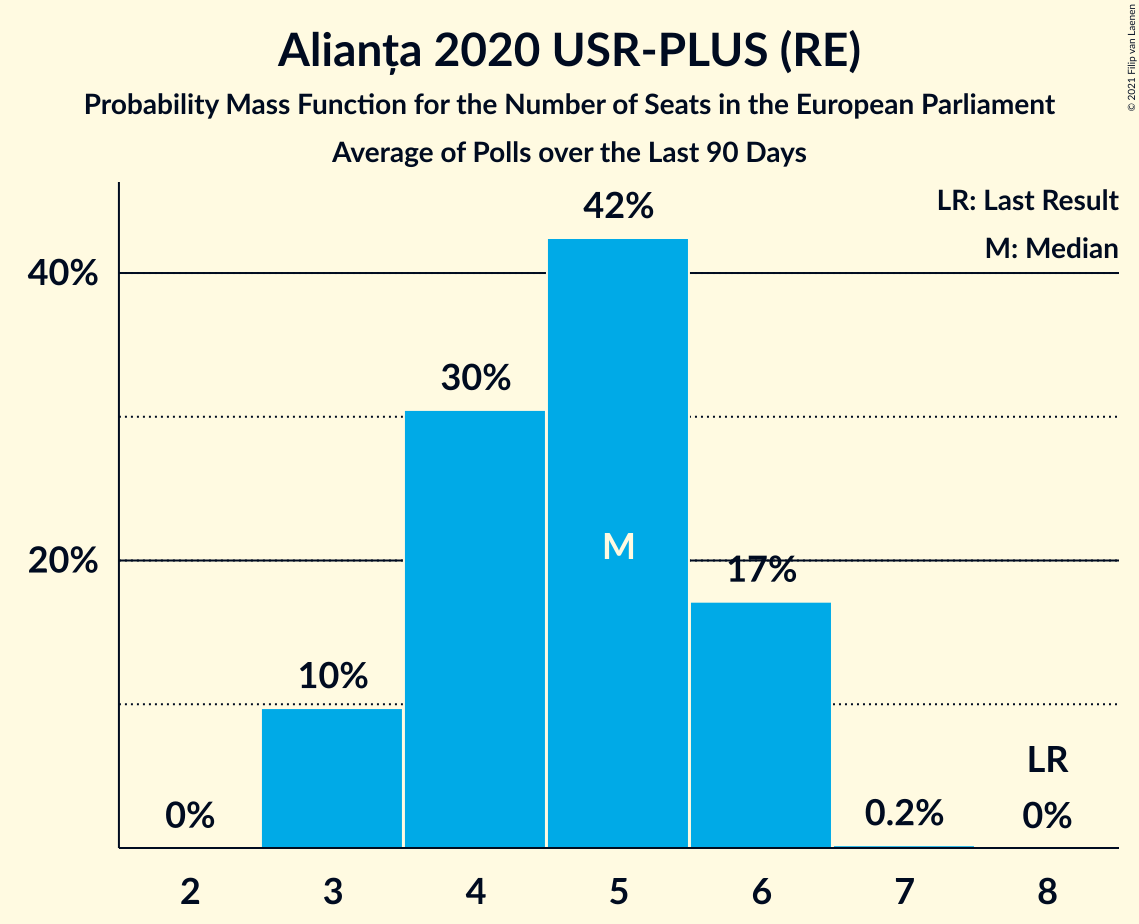 Alianța 2020 USR-PLUS (RE)
Probability Mass Function for the Number of Seats in the European Parliament
Average of Polls over the Last 90 Days
© 2021 Filip van Laenen
LR: Last Result
M: Median
40%
20%
0%
10%
30%
42%
M
17%
0.2%
LR
0%
2 3 4 5 6 7 8